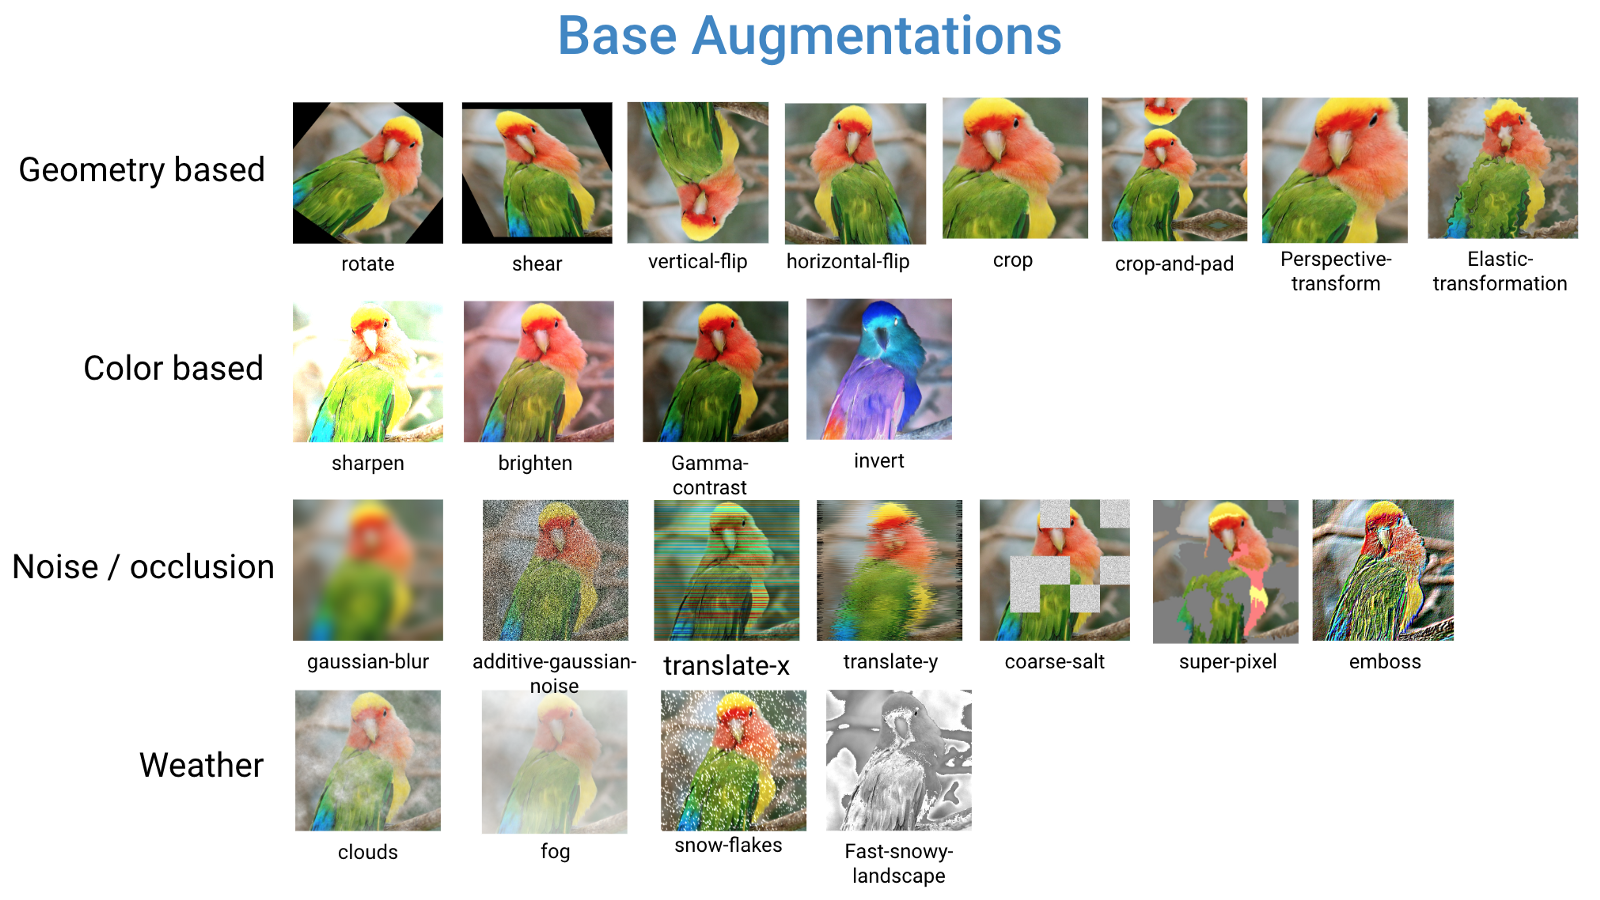 Base Augmentations
Geometry based
rotate
shear
vertical-flip
horizontal-flip
crop
crop-and-pad
Perspective-
transform
Elastic-
transformation
Color based
sharpen
brighten
Gamma-
contrast
invert
Noise / occlusion
gaussian-blur
additive-gaussian-
noise
translate-x
translate-y
coarse-salt
super-pixel
emboss
Weather
clouds
fog
snow-flakes
Fast-snowy-
landscape